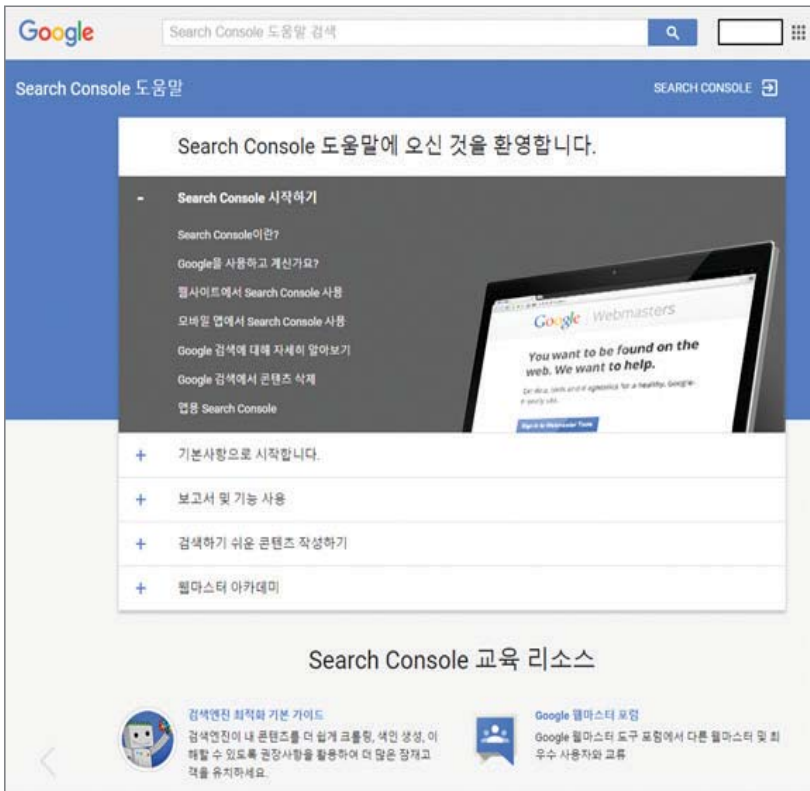 Google
Search Console 도움말 검색
Search Console 도움말
SEARCH CONSOLE
Search Console 도움말에 오신 것을 환영합니다.
- Search Console 시작하기
Search Console이란?
Google을 사용하고 계신가요?
웹사이트에서 Search Console 사용
모바일 앱에서 Search Console 사용
Google 검색에 대해 자세히 알아보기
Google 검색에서 콘텐츠 삭제
앱용 Search Console
Google Webmasters
You want to be found on the
web. We want to help.
and diagnostics for a healthy, Google-
friendly site.
Sign in to Webmaster Tools
+ 기본사항으로 시작합니다.
+ 보고서 및 기능 사용
+ 검색하기 쉬운 콘텐츠 작성하기
+ 웹마스터 아카데미
Search Console 교육 리소스
검색엔진 최적화 기본 가이드
검색엔진이 내 콘텐츠를 더 쉽게 크롤링, 색인 생성, 이
해할 수 있도록 권장사항을 활용하여 더 많은 잠재고
객을 유치하세요.
Google 웹마스터 포럼
Google 웹마스터 도구 포럼에서 다른 웹마스터 및 최
우수 사용자와 교류